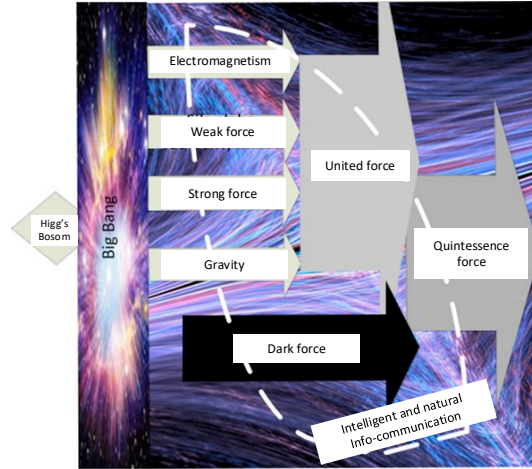 Electromagnetism
Weak force
United force
Strong force
Higg's
Bosom
Big Bang
Quintessence
force
Gravity
Dark force
Intelligent and natural
Info-communication